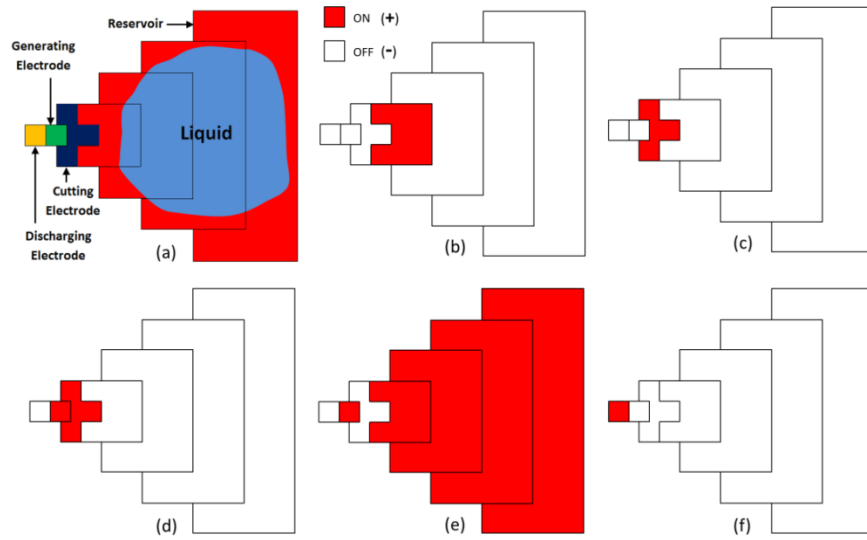 Reservoir
Generating
Electrode
Liquid
Cutting
Electrode
Discharging
Electrode
(a)
ON (+)
OFF (-)
(b)
(c)
(d)
(e)
(f)